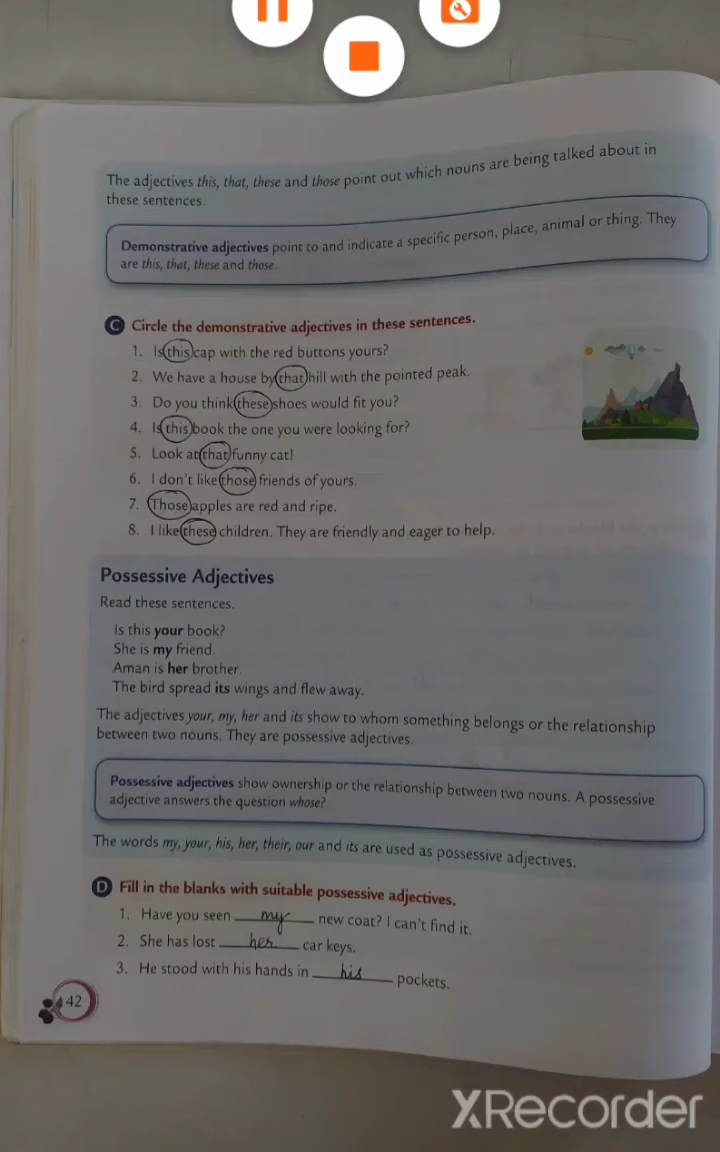 The adjectives this, that, these and those point out which nouns are being talked about in
these sentences.
Demonstrative adjectives point to and indicate a specific person, place, animal or thing. They
are this, that, these and those.
C Circle the demonstrative adjectives in these sentences.
1. Is this cap with the red buttons yours?
2. We have a house by that hill with the pointed peak.
3. Do you think these shoes would fit you?
4. Is this book the one you were looking for?
5. Look at that funny cat!
6. I don't like those friends of yours.
7. Those apples are red and ripe.
8. I like these children. They are friendly and eager to help.
Possessive Adjectives
Read these sentences.
Is this your book?
She is my friend.
Aman is her brother.
The bird spread its wings and flew away.
The adjectives your, my, her and its show to whom something belongs or the relationship
between two nouns. They are possessive adjectives.
Possessive adjectives show ownership or the relationship between two nouns. A possessive
adjective answers the question whose?
The words my, your, his, her, their, our and its are used as possessive adjectives.
D Fill in the blanks with suitable possessive adjectives.
1. Have you seen my new coat? I can't find it.
2. She has lost her car keys.
3. He stood with his hands in his pockets.
42
XRecorder